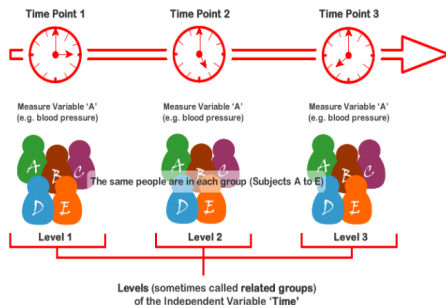 Time Point 1
Time Point 2
Time Point 3
Measure Variable ‘A’
(e.g. blood pressure)
Measure Variable ‘A’
(e.g. blood pressure)
Measure Variable ‘A’
(e.g. blood pressure)
A B C
A B C
A B C
The same people are in each group (Subjects A to E)
D E
D E
D E
Level 1
Level 2
Level 3
Levels (sometimes called related groups)
of the Independent Variable ‘Time’